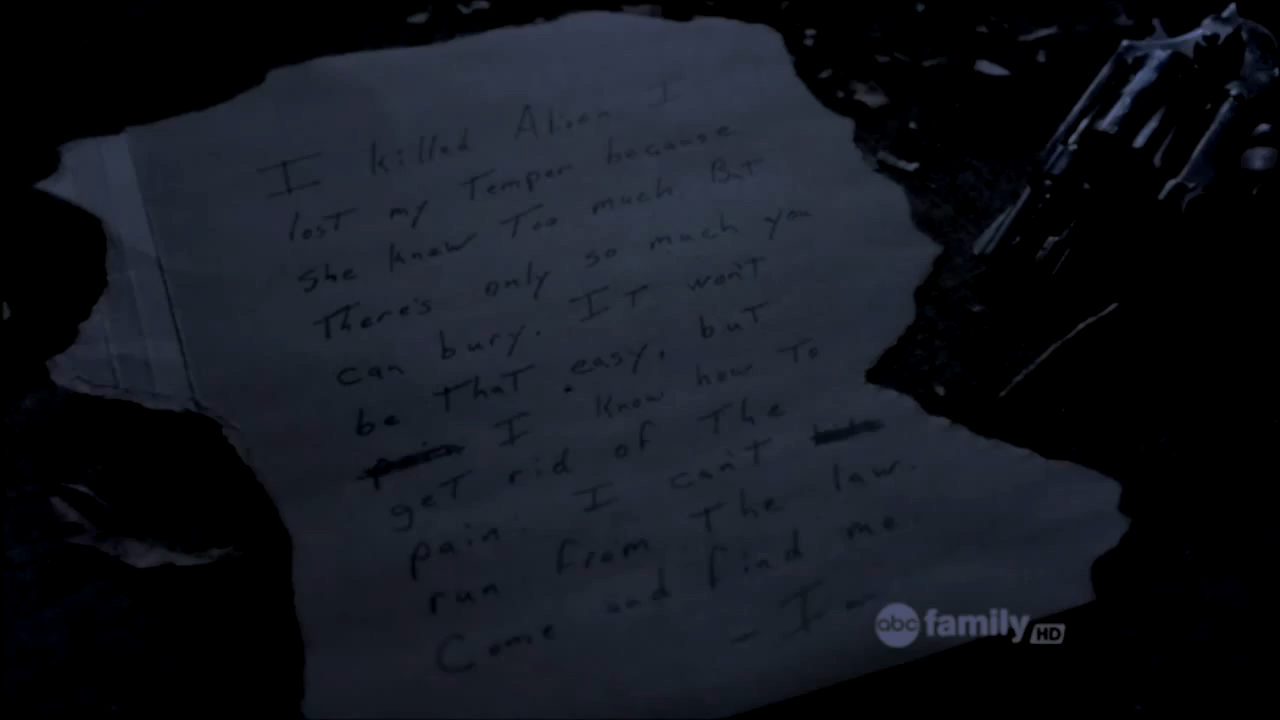 I killed Alison I
lost my Temper because
she knew Too much. BuT
There's only so much you
can bury. IT won'T
be ThaT easy, buT
pain I know how To
geT rid of The
pain. I can'T
run from The law.
Come and find me.
- Ian
abc family HD